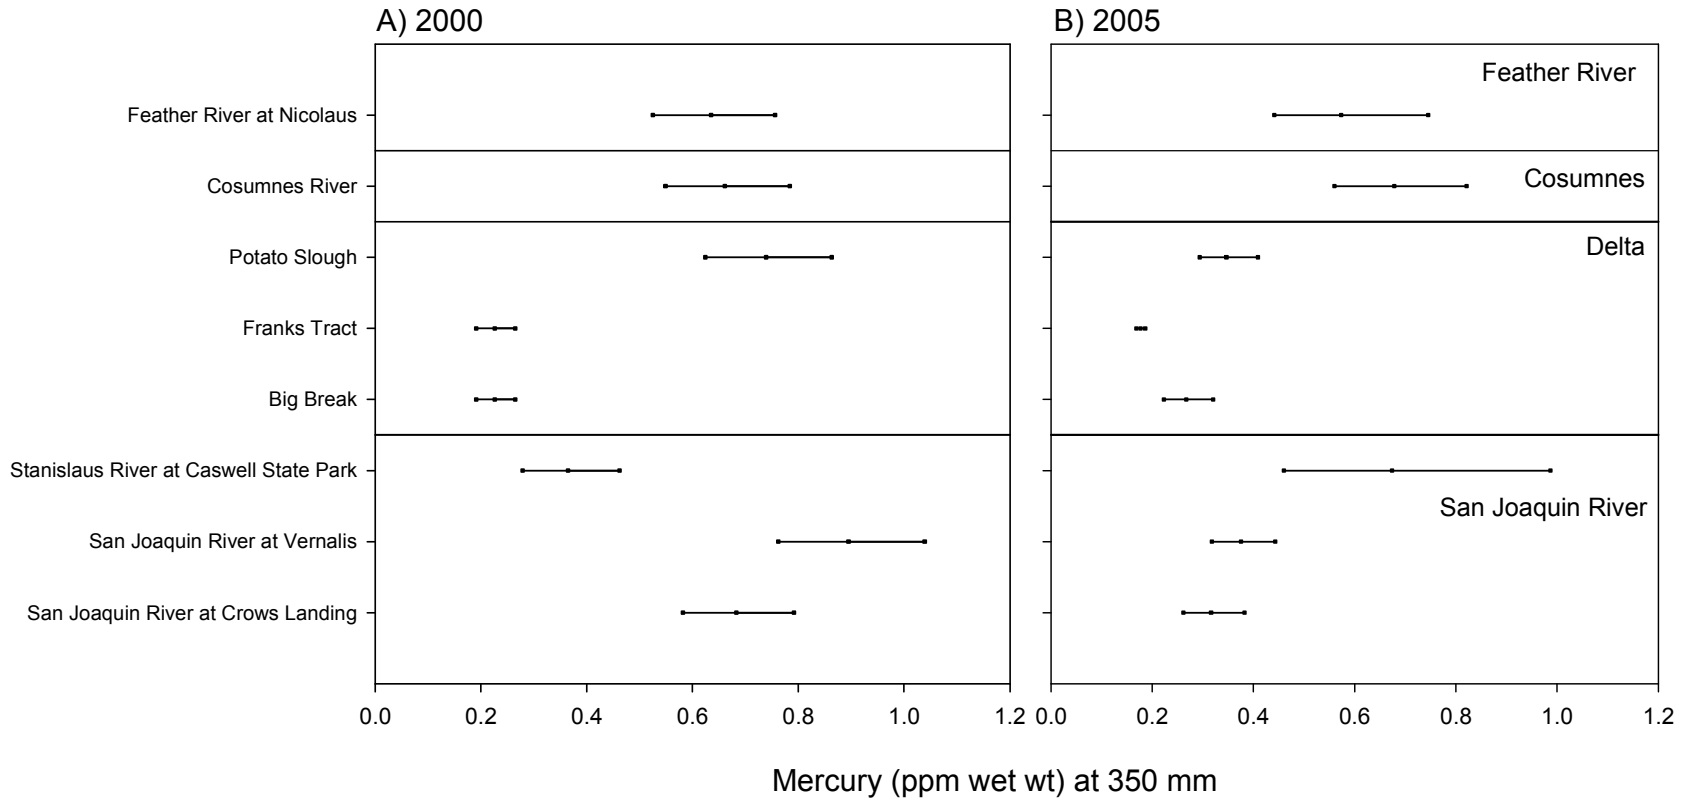 A) 2000
B) 2005
Feather River at Nicolaus
Cosumnes River
Potato Slough
Franks Tract
Big Break
Stanislaus River at Caswell State Park
San Joaquin River at Vernalis
San Joaquin River at Crows Landing
Feather River
Cosumnes
Delta
San Joaquin River
0.0 0.2 0.4 0.6 0.8 1.0 1.2
0.0 0.2 0.4 0.6 0.8 1.0 1.2
Mercury (ppm wet wt) at 350 mm